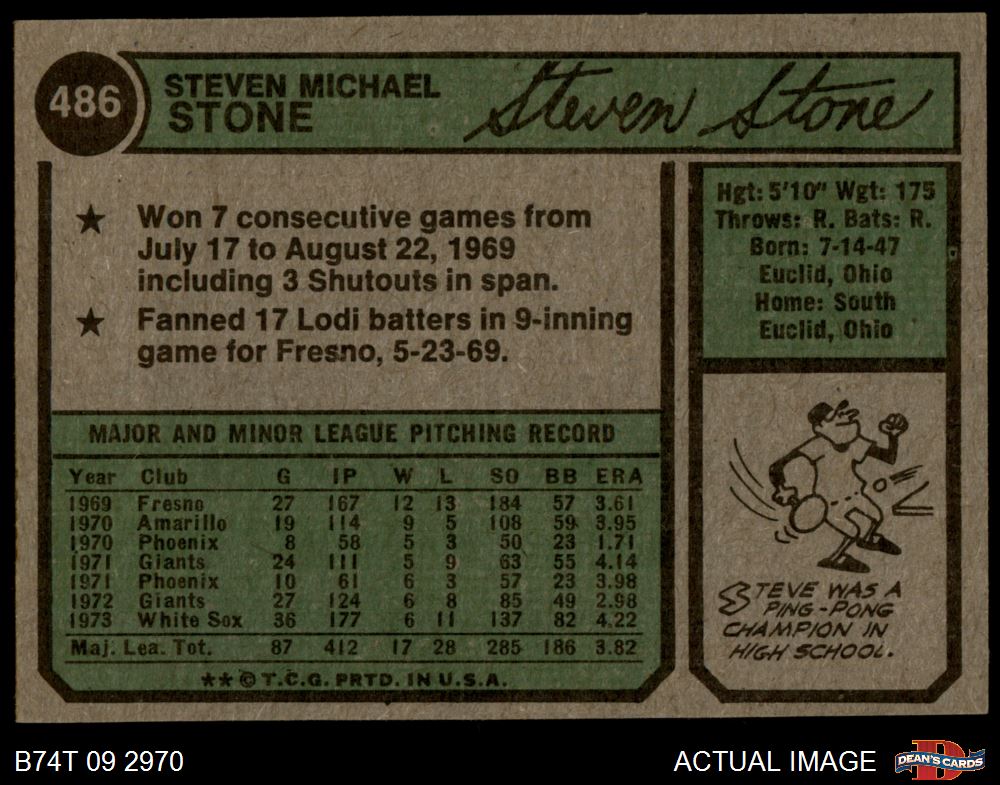 486
STEVEN MICHAEL
STONE
Steven Stone
★ Won 7 consecutive games from
July 17 to August 22, 1969
including 3 Shutouts in span.
★ Fanned 17 Lodi batters in 9-inning
game for Fresno, 5-23-69.
Hgt: 5'10" Wgt: 175
Throws: R. Bats: R.
Born: 7-14-47
Euclid, Ohio
Home: South
Euclid, Ohio
MAJOR AND MINOR LEAGUE PITCHING RECORD
Year Club G IP W L SO BB ERA
1969 Fresno 27 167 12 13 184 57 3.61
1970 Amarillo 19 114 9 5 108 59 3.95
1970 Phoenix 8 58 5 3 50 23 1.71
1971 Giants 24 111 5 9 63 55 4.14
1971 Phoenix 10 61 6 3 57 23 3.98
1972 Giants 27 124 6 8 85 49 2.98
1973 White Sox 36 177 6 11 137 82 4.22
Maj. Lea. Tot. 87 412 17 28 285 186 3.82
★★©T.C.G. PRTD. IN U.S.A.
STEVE WAS A
PING-PONG
CHAMPION IN
HIGH SCHOOL.
B74T 09 2970
ACTUAL IMAGE
DEAN'S CARDS